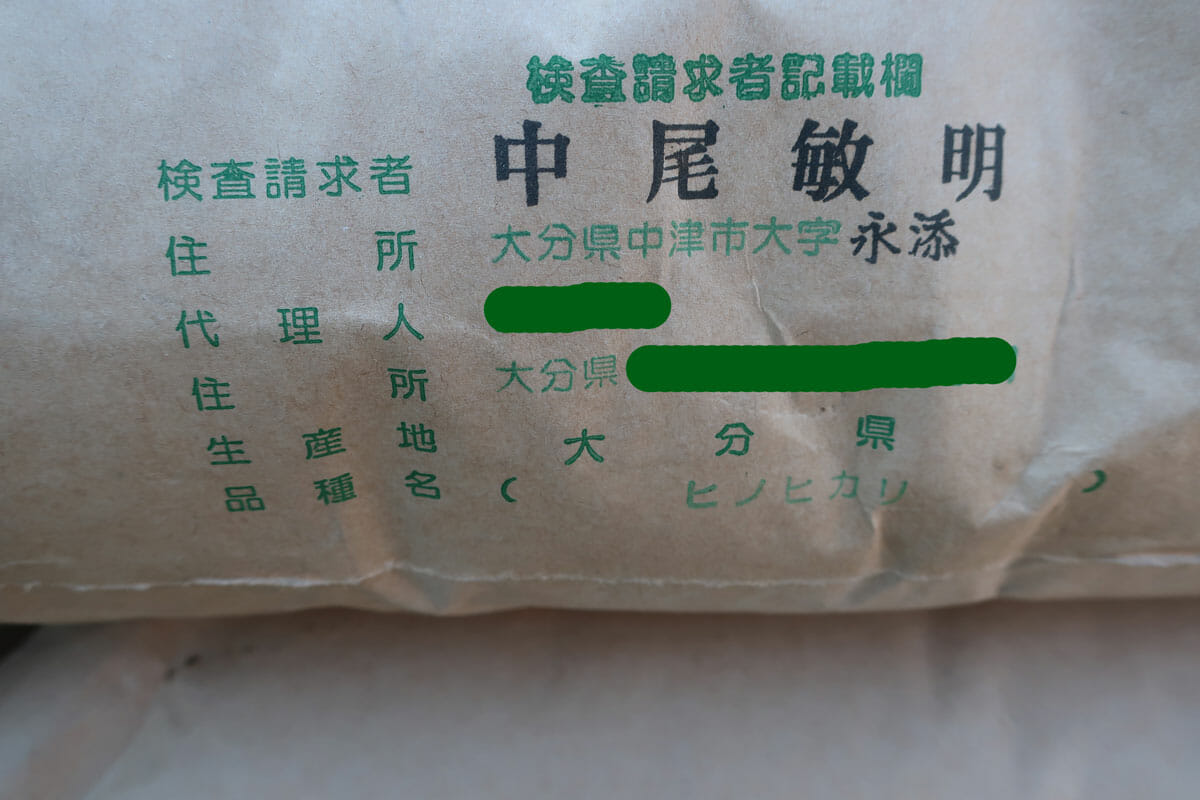 検査請求者記載欄
検査請求者 中尾敏明
住所 大分県中津市大字永添
代理人
住所 大分県
生産地 大分県
品種名 ( ヒノヒカリ )